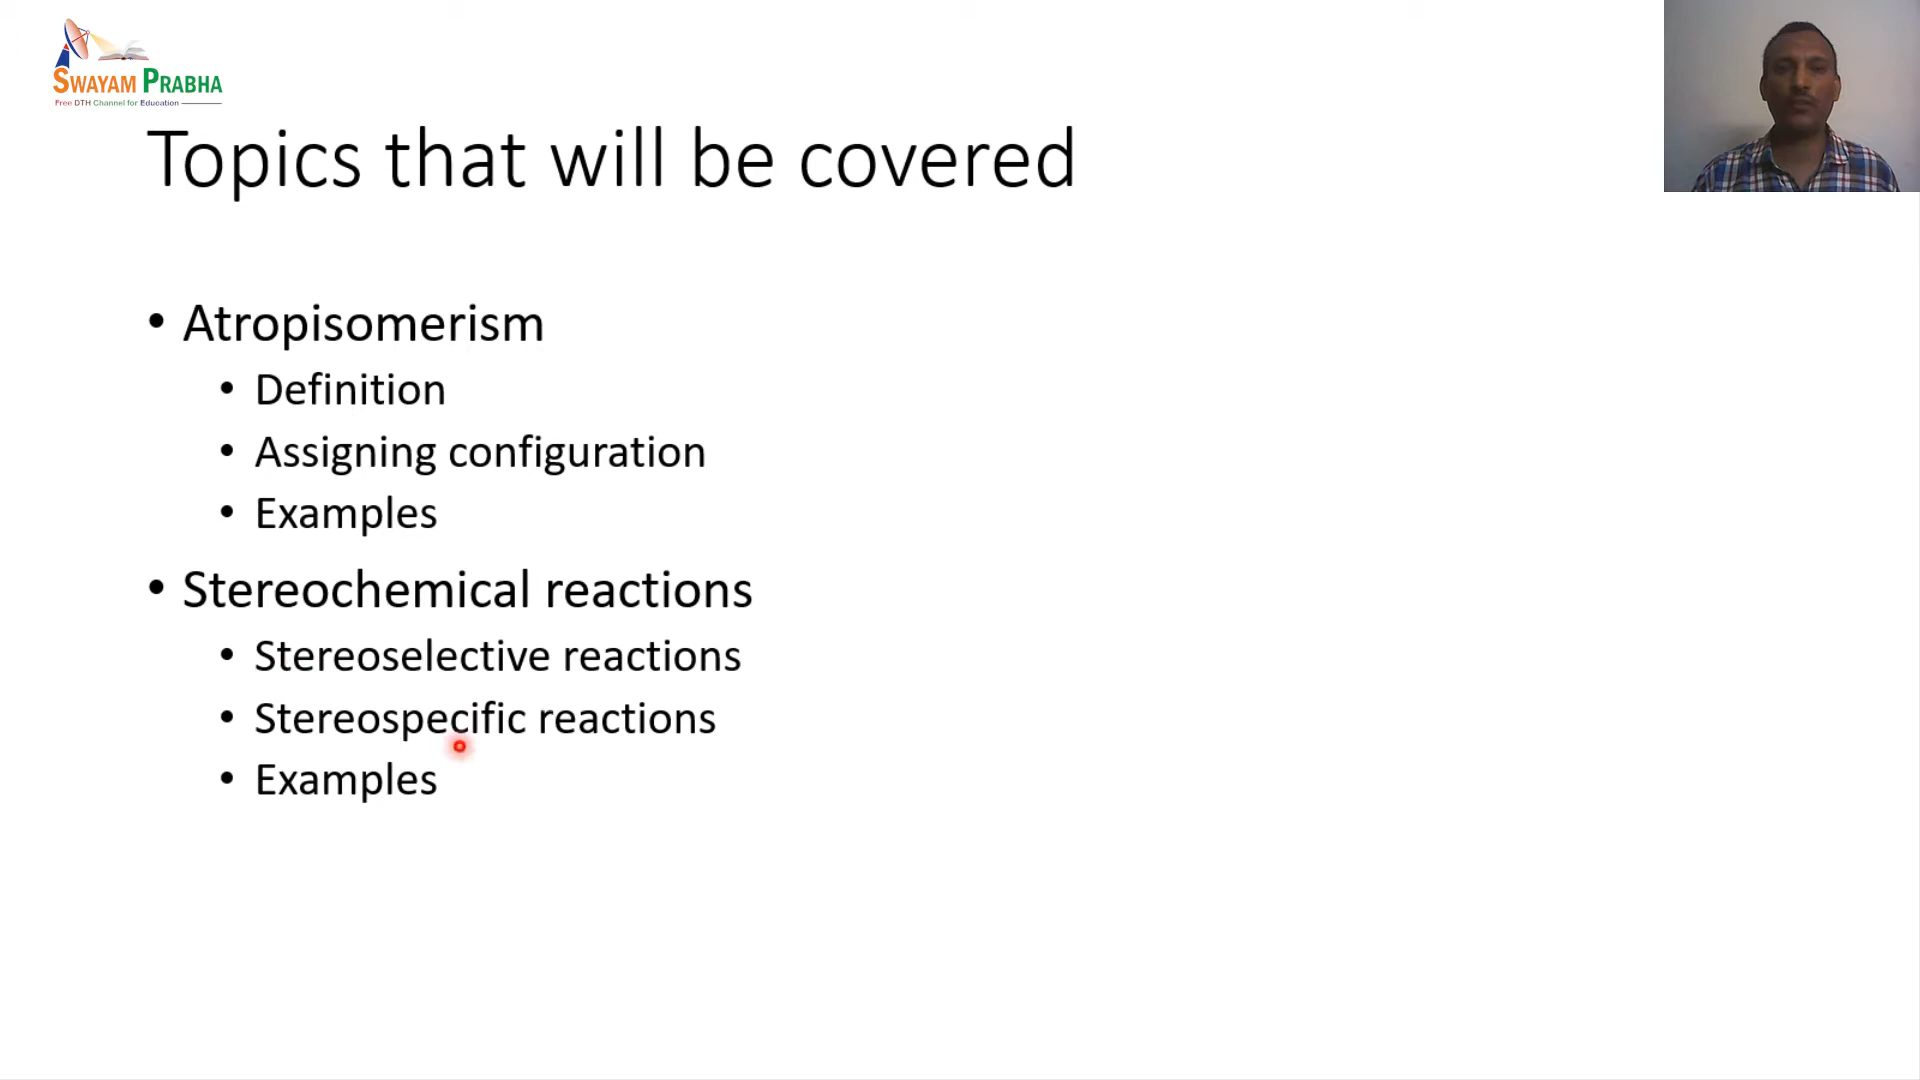 SWAYAM PRABHA
Free DTH Channel for Education
Topics that will be covered
• Atropisomerism
• Definition
• Assigning configuration
• Examples
• Stereochemical reactions
• Stereoselective reactions
• Stereospecific reactions
• Examples